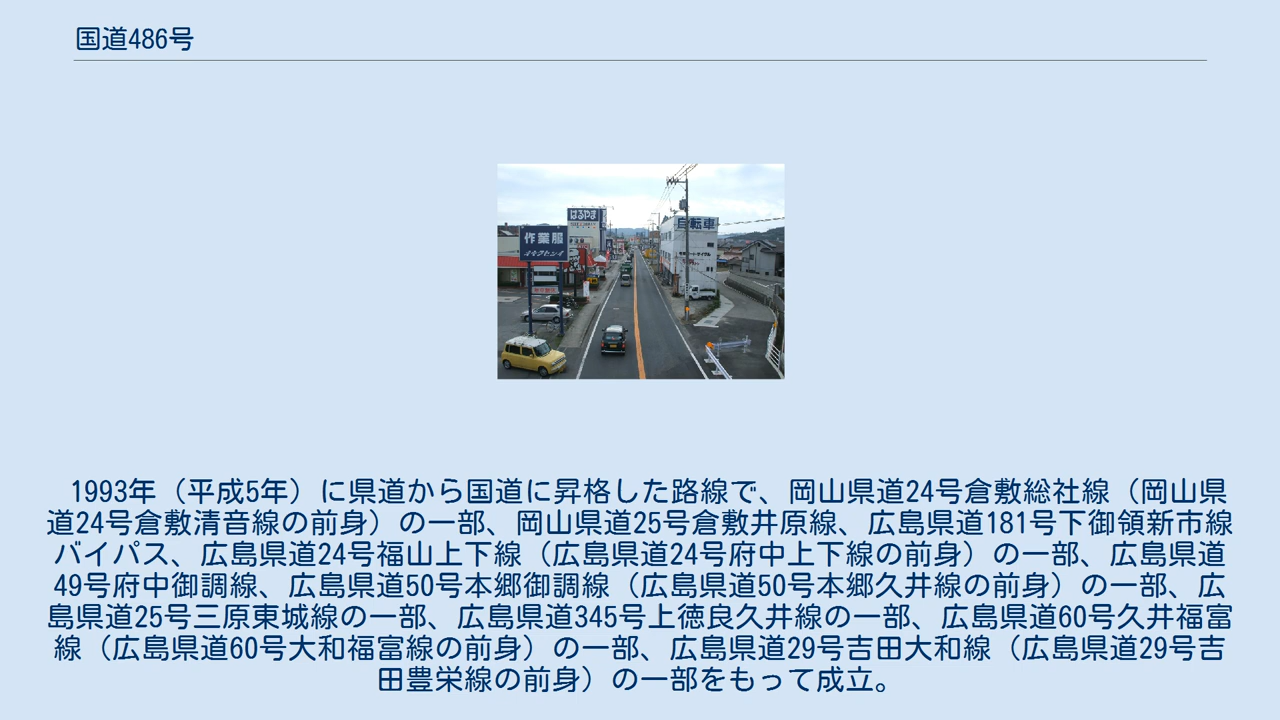 国道486号
はるやま
作業服
自転車
1993年（平成5年）に県道から国道に昇格した路線で、岡山県道24号倉敷総社線（岡山県
道24号倉敷清音線の前身）の一部、岡山県道25号倉敷井原線、広島県道181号下御領新市線
バイパス、広島県道24号福山上下線（広島県道24号府中上下線の前身）の一部、広島県道
49号府中御調線、広島県道50号本郷御調線（広島県道50号本郷久井線の前身）の一部、広
島県道25号三原東城線の一部、広島県道345号上徳良久井線の一部、広島県道60号久井福富
線（広島県道60号大和福富線の前身）の一部、広島県道29号吉田大和線（広島県道29号吉
田豊栄線の前身）の一部をもって成立。